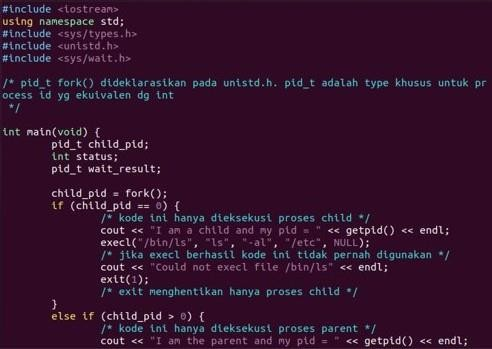 #include <iostream>
using namespace std;
#include <sys/types.h>
#include <unistd.h>
#include <sys/wait.h>
/* pid_t fork() dideklarasikan pada unistd.h. pid_t adalah type khusus untuk pr
ocess id yg ekuivalen dg int
*/
int main(void) {
pid_t child_pid;
int status;
pid_t wait_result;
child_pid = fork();
if (child_pid == 0) {
/* kode ini hanya dieksekusi proses child */
cout << "I am a child and my pid = " << getpid() << endl;
execl("/bin/ls", "ls", "-al", "/etc", NULL);
/* jika execl berhasil kode ini tidak pernah digunakan */
cout << "Could not execl file /bin/ls" << endl;
exit(1);
/* exit menghentikan hanya proses child */
}
else if (child_pid > 0) {
/* kode ini hanya dieksekusi proses parent */
cout << "I am the parent and my pid = " << getpid() << endl;